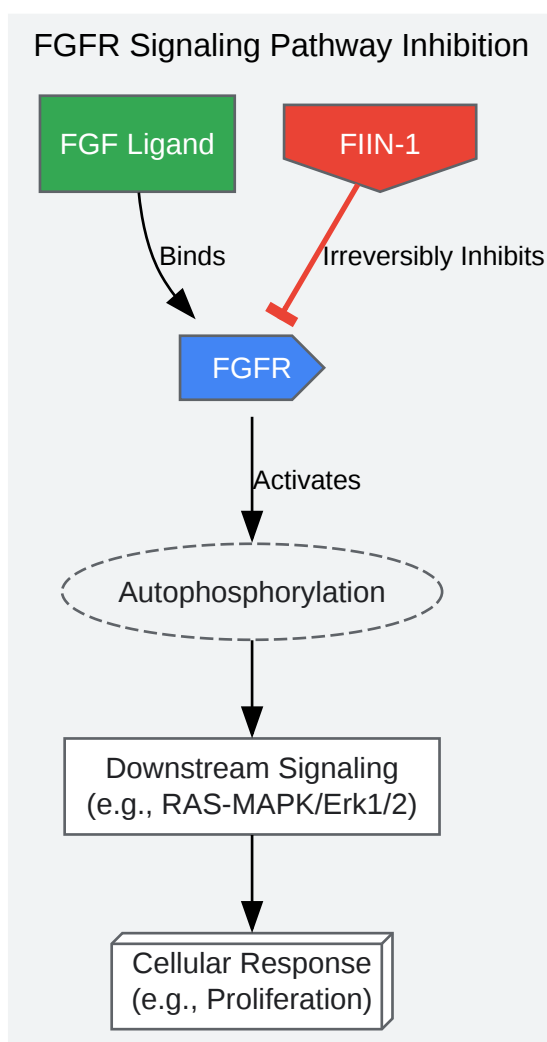 FGFR Signaling Pathway Inhibition
FGF Ligand
FIIN-1
Binds
Irreversibly Inhibits
FGFR
Activates
Autophosphorylation
Downstream Signaling
(e.g., RAS-MAPK/Erk1/2)
Cellular Response
(e.g., Proliferation)